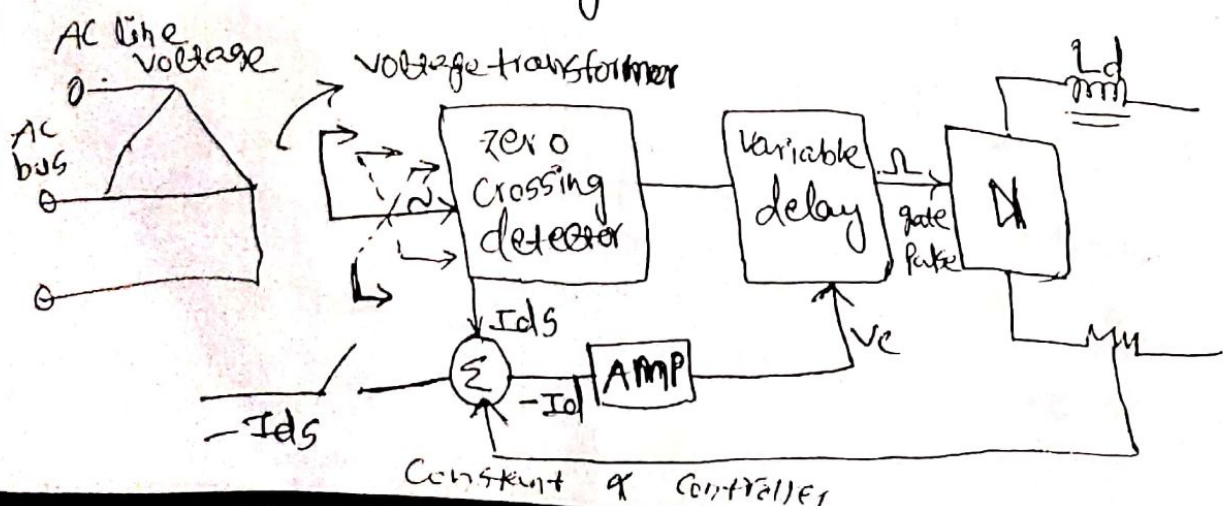 AC line
voltage
voltage transformer
AC
bus
zero
crossing
detector
Variable
delay
gate
pulse
Ld
Ids
Σ
-Id
AMP
Vc
-Ids
Constant α Controller